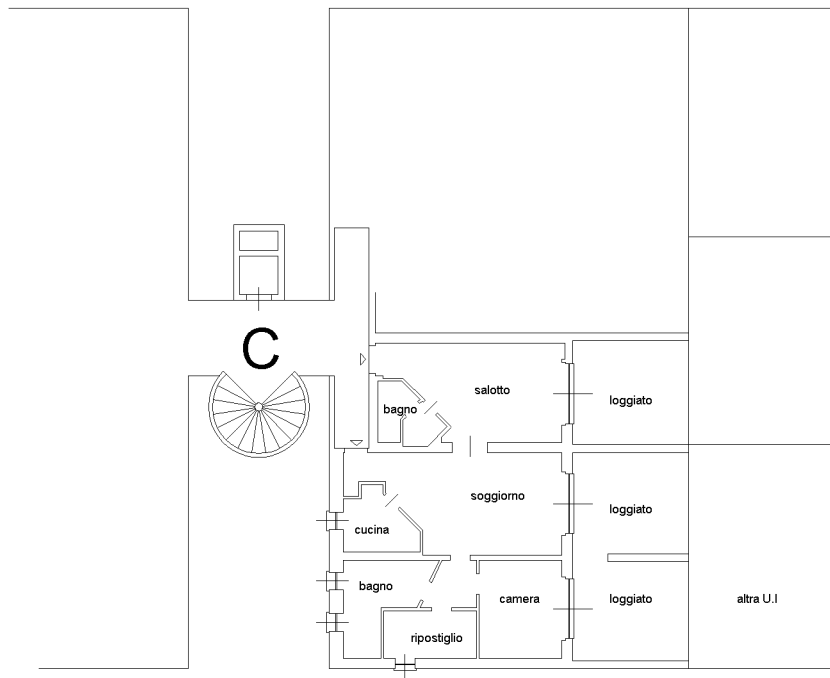 C
salotto
loggiato
bagno
soggiorno
loggiato
cucina
bagno
camera
loggiato
altra U.I
ripostiglio